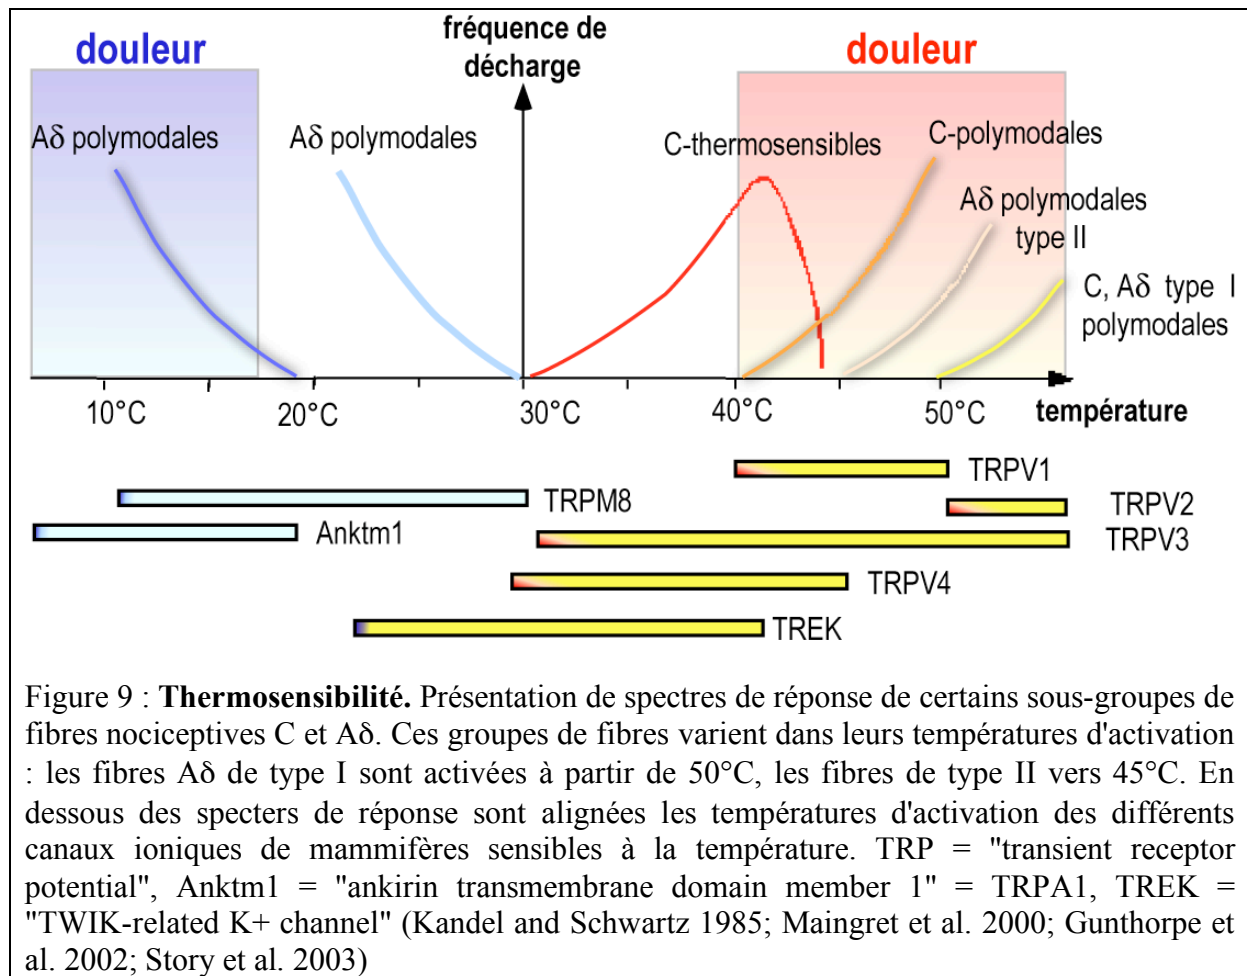 douleur
fréquence de
décharge
douleur
Aδ polymodales
Aδ polymodales
C-thermosensibles
C-polymodales
Aδ polymodales
type II
C, Aδ type I
polymodales
10°C
20°C
30°C
40°C
50°C
température
TRPV1
TRPM8
TRPV2
Anktm1
TRPV3
TRPV4
TREK
Figure 9 : Thermosensibilité. Présentation de spectres de réponse de certains sous-groupes de
fibres nociceptives C et Aδ. Ces groupes de fibres varient dans leurs températures d'activation
: les fibres Aδ de type I sont activées à partir de 50°C, les fibres de type II vers 45°C. En
dessous des specters de réponse sont alignées les températures d'activation des différents
canaux ioniques de mammifères sensibles à la température. TRP = "transient receptor
potential", Anktm1 = "ankirin transmembrane domain member 1" = TRPA1, TREK =
"TWIK-related K+ channel" (Kandel and Schwartz 1985; Maingret et al. 2000; Gunthorpe et
al. 2002; Story et al. 2003)